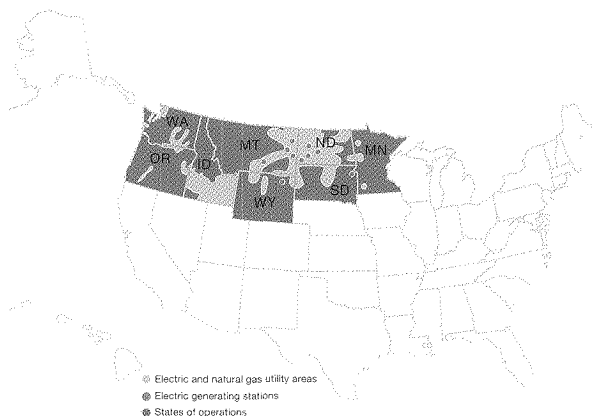 WA
MT
ND
MN
OR
ID
SD
WY
Electric and natural gas utility areas
Electric generating stations
States of operations